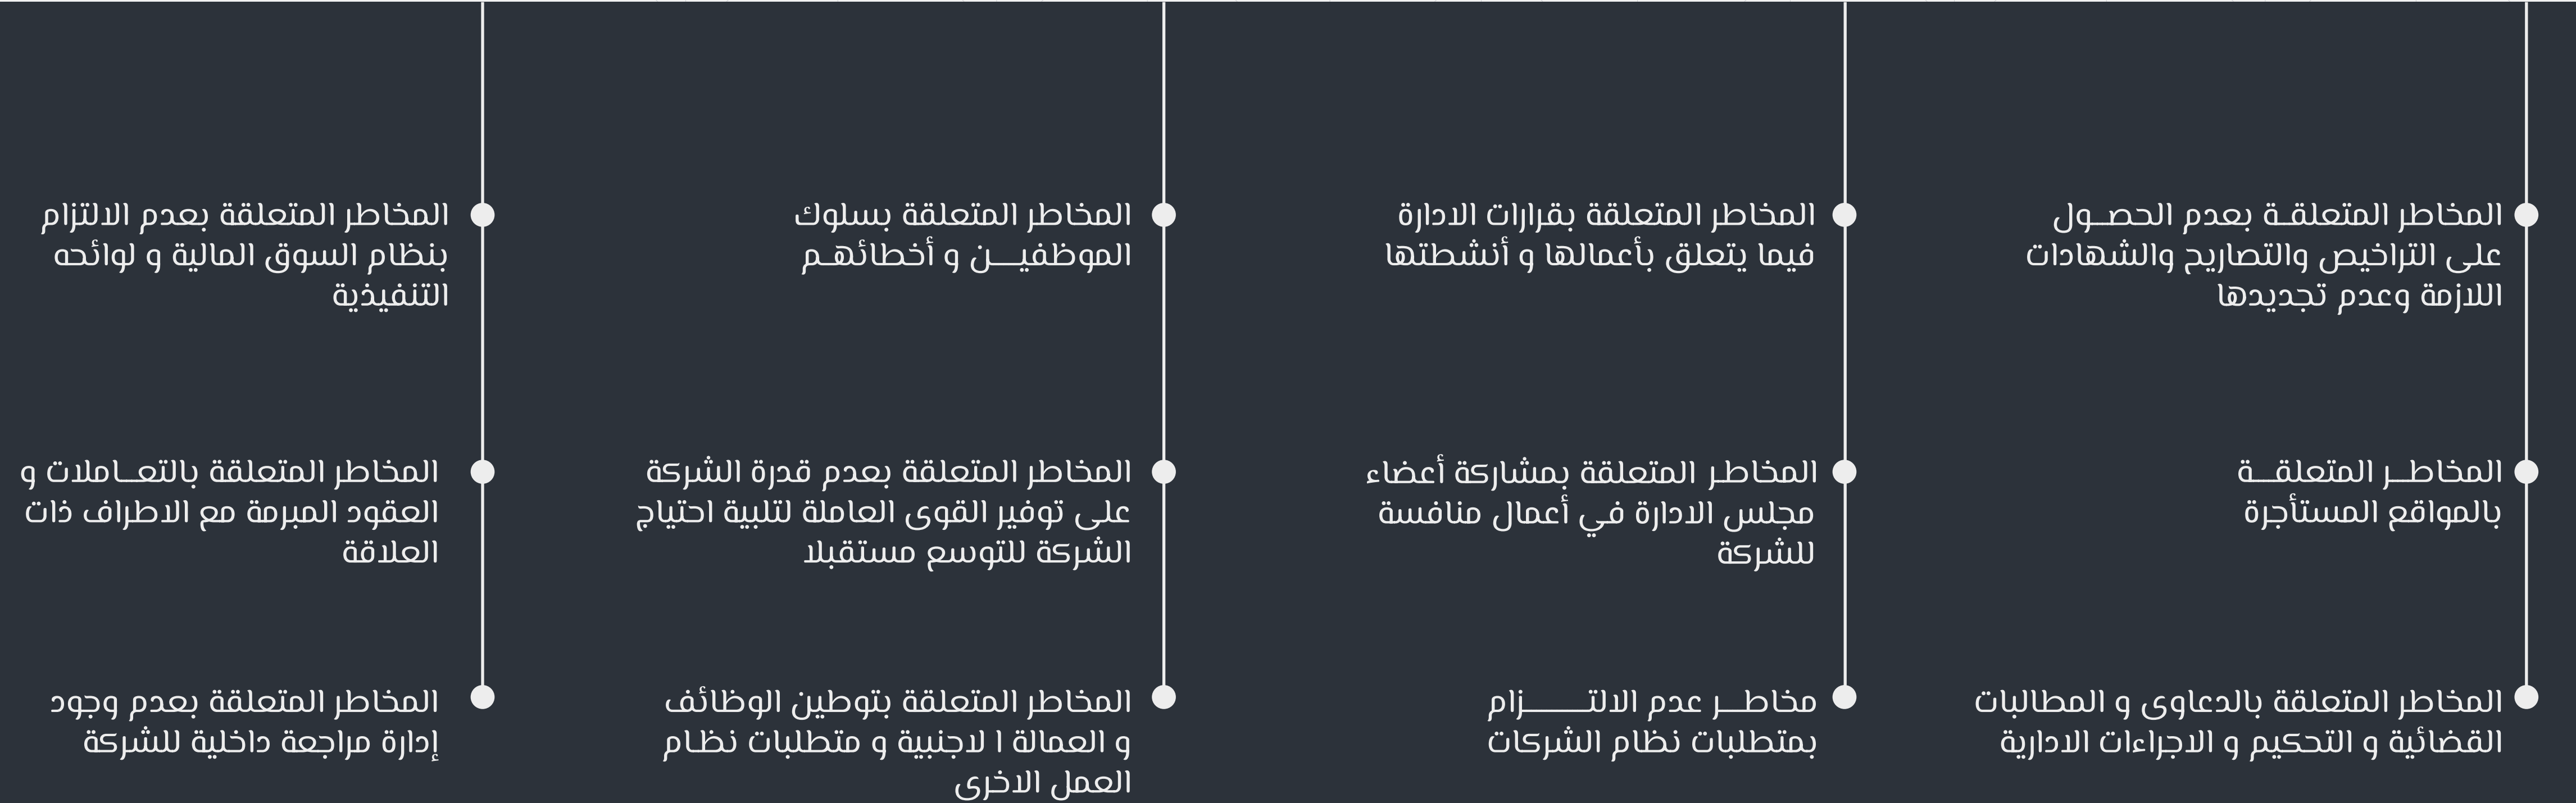 المخاطر المتعلقـة بعدم الحصـول
على التراخيص والتصاريح والشهادات
اللازمة وعدم تجديدها
المخاطـر المتعلقـة
بالمواقع المستأجرة
المخاطر المتعلقة بالدعاوى و المطالبات
القضائية و التحكيم و الاجراءات الادارية
المخاطر المتعلقة بقرارات الادارة
فيما يتعلق بأعمالها و أنشطتها
المخاطر المتعلقة بمشاركة أعضاء
مجلس الادارة في أعمال منافسة
للشركة
مخاطـر عدم الالتـــــزام
بمتطلبات نظام الشركات
المخاطر المتعلقة بسلوك
الموظفيـــن و أخطائهـم
المخاطر المتعلقة بعدم قدرة الشركة
على توفير القوى العاملة لتلبية احتياج
الشركة للتوسع مستقبلا
المخاطر المتعلقة بتوطين الوظائف
و العمالة ا لاجنبية و متطلبات نظام
العمل الاخرى
المخاطر المتعلقة بعدم الالتزام
بنظام السوق المالية و لوائحه
التنفيذية
المخاطر المتعلقة بالتعـاملات و
العقود المبرمة مع الاطراف ذات
العلاقة
المخاطر المتعلقة بعدم وجود
إدارة مراجعة داخلية للشركة